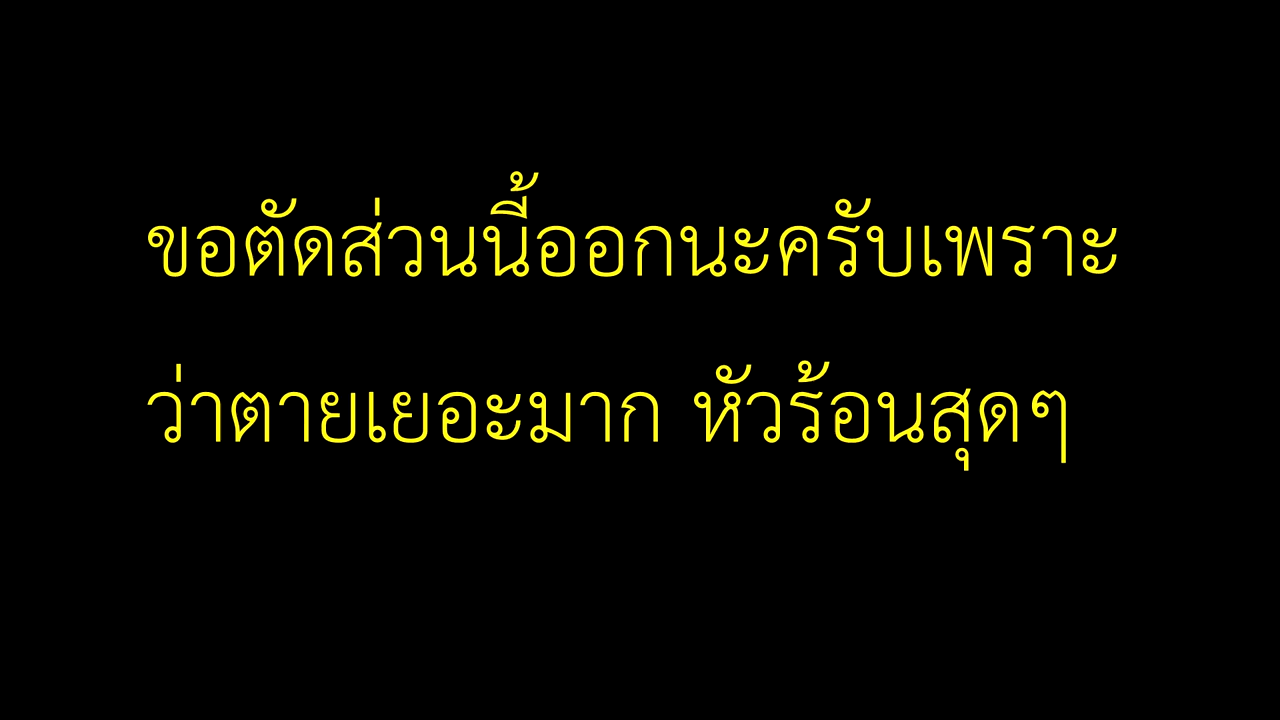 ขอตัดส่วนนี้ออกนะครับเพราะ
ว่าตายเยอะมาก หัวร้อนสุดๆ